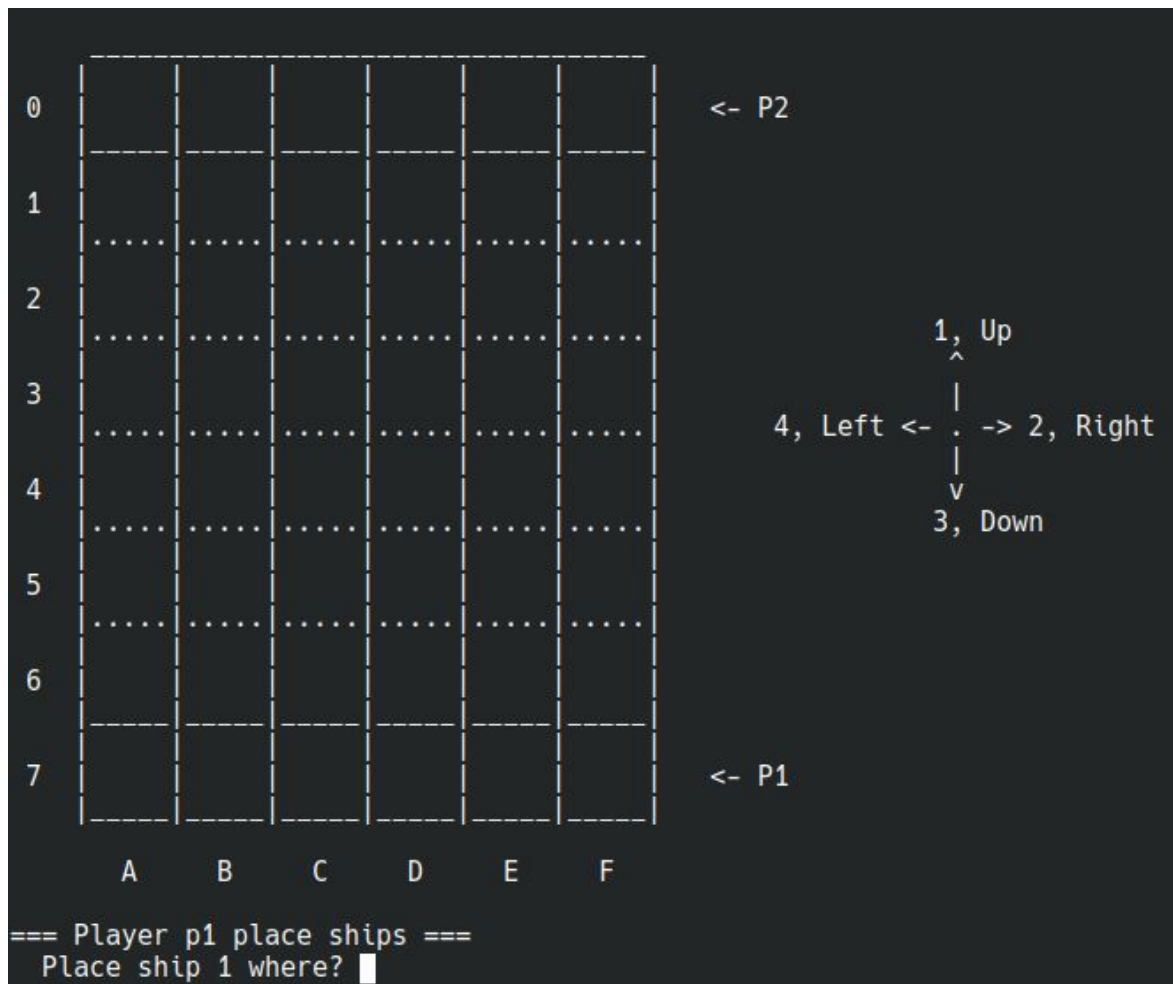 0 <- P2
1
2
1, Up
^
3 |
4, Left <- . -> 2, Right
|
4 v
3, Down
5
6
7 <- P1
A B C D E F
=== Player p1 place ships ===
Place ship 1 where?